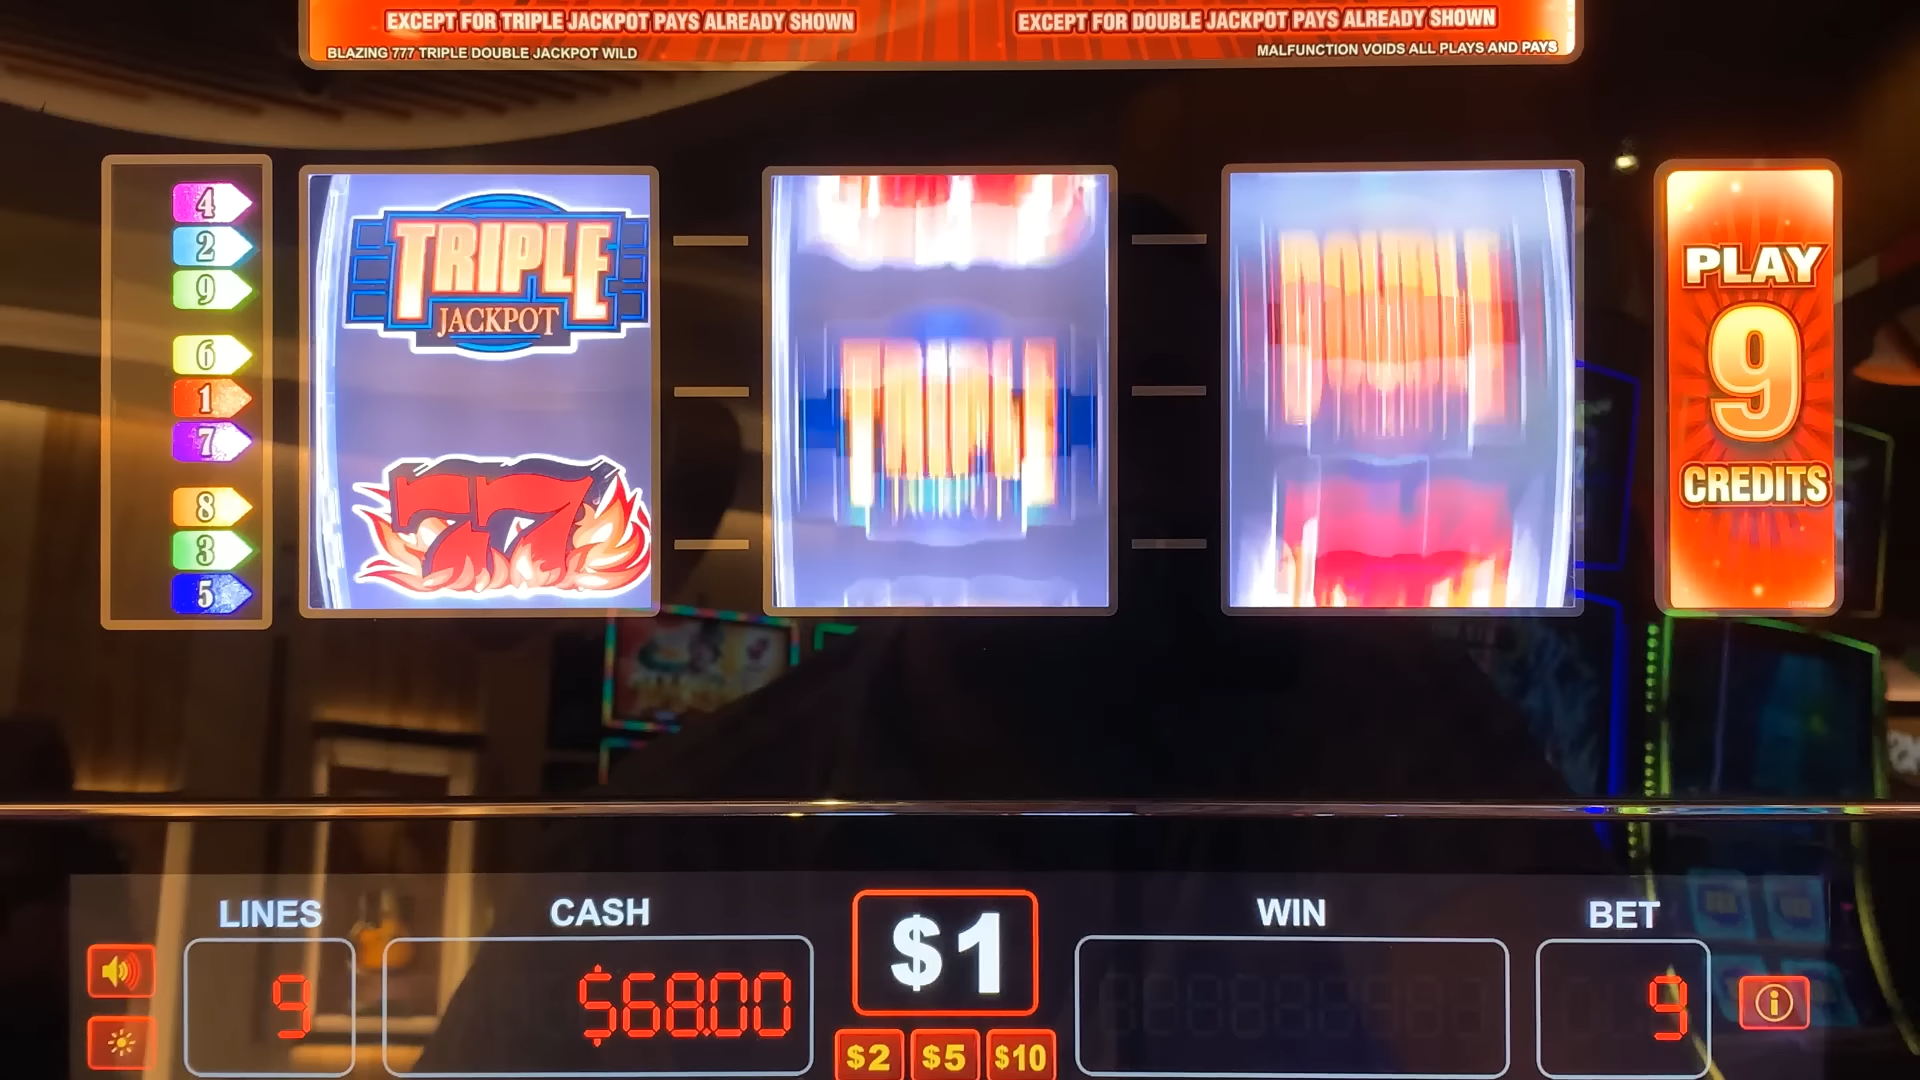 EXCEPT FOR TRIPLE JACKPOT PAYS ALREADY SHOWN
EXCEPT FOR DOUBLE JACKPOT PAYS ALREADY SHOWN
BLAZING 777 TRIPLE DOUBLE JACKPOT WILD
MALFUNCTION VOIDS ALL PLAYS AND PAYS
4
2
9
6
1
7
8
3
5
TRIPLE
JACKPOT
77
PLAY
9
CREDITS
LINES
CASH
$1
WIN
BET
9
$68.00
9
$2
$5
$10